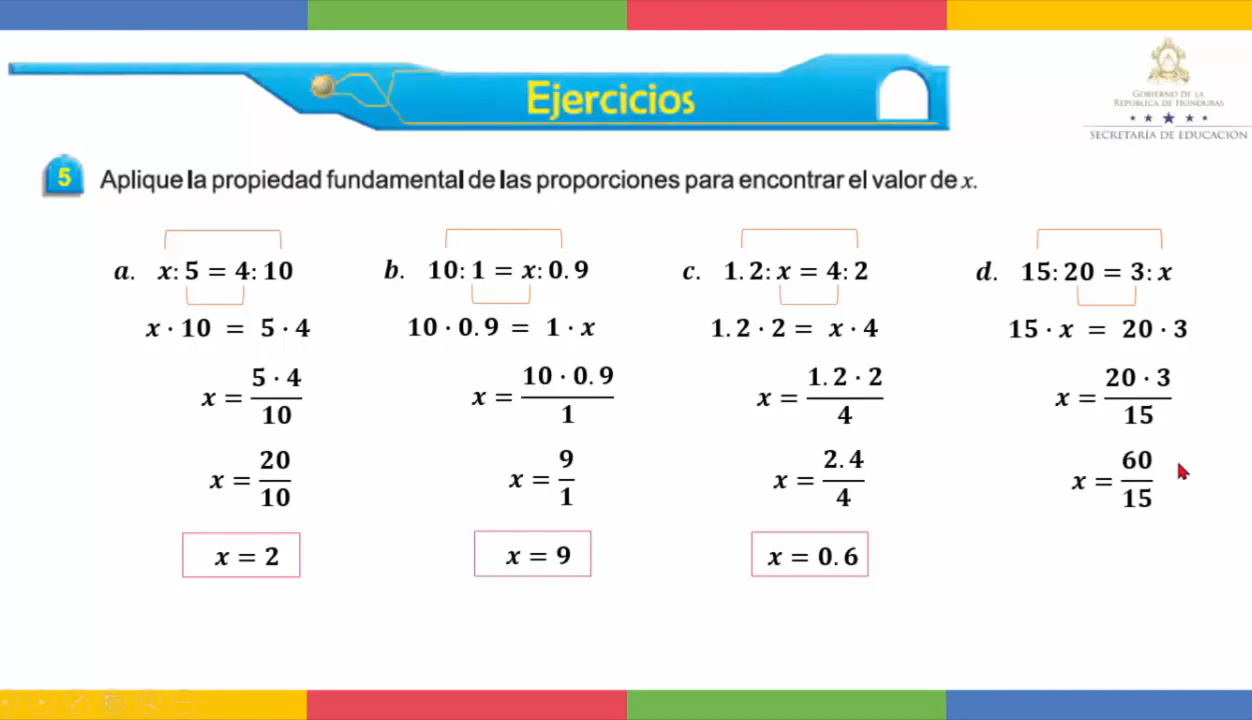 Ejercicios
GOBIERNO DE LA
REPÚBLICA DE HONDURAS
SECRETARÍA DE EDUCACIÓN
5 Aplique la propiedad fundamental de las proporciones para encontrar el valor de x.
a. x: 5 = 4: 10
x · 10 = 5 · 4
x = 5 · 4 / 10
x = 20 / 10
x = 2
b. 10: 1 = x: 0.9
10 · 0.9 = 1 · x
x = 10 · 0.9 / 1
x = 9 / 1
x = 9
c. 1.2: x = 4: 2
1.2 · 2 = x · 4
x = 1.2 · 2 / 4
x = 2.4 / 4
x = 0.6
d. 15: 20 = 3: x
15 · x = 20 · 3
x = 20 · 3 / 15
x = 60 / 15